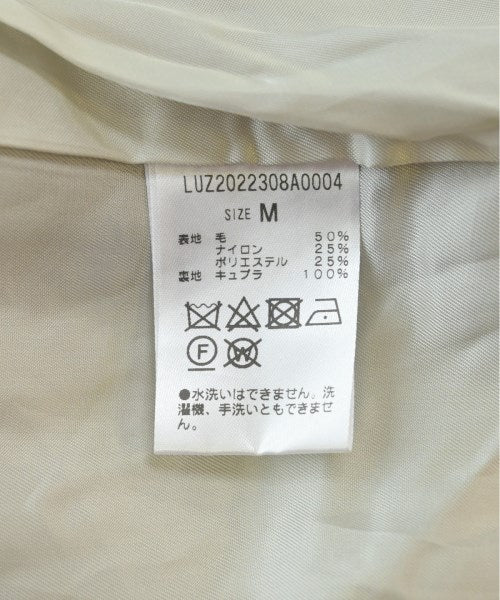 LUZ2022308A0004
SIZE M
表地 毛 50%
ナイロン 25%
ポリエステル 25%
裏地 キュプラ 100%
F W
●水洗いはできません。洗
濯機、手洗いともできませ
ん。